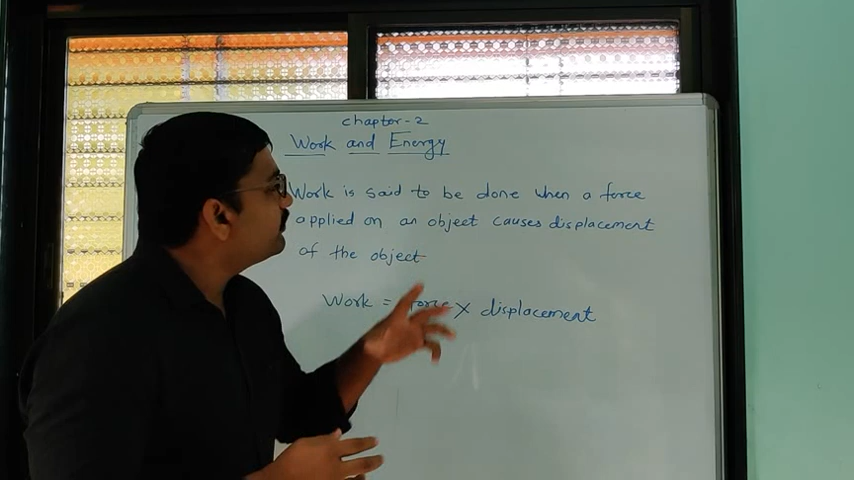 chapter-2
Work and Energy
Work is said to be done when a force
applied on an object causes displacement
of the object
Work = force x displacement